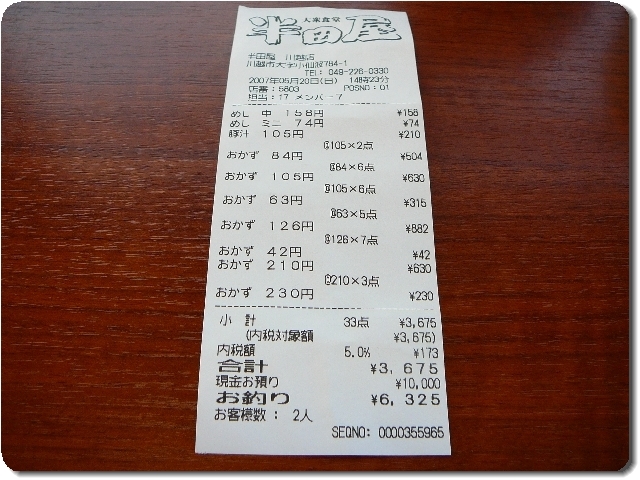 大衆食堂
半田屋
半田屋 川越店
川越市大字小仙波784-1
TEL: 049-226-0330
2007年05月20日(日) 14時23分
店番:5803 POSNO:01
担当:17 メンバー7
めし 中 158円 ¥158
めし ミニ 74円 ¥74
豚汁 105円 ¥210
@105×2点
おかず 84円 ¥504
@84×6点
おかず 105円 ¥630
@105×6点
おかず 63円 ¥315
@63×5点
おかず 126円 ¥882
@126×7点
おかず 42円 ¥42
おかず 210円 ¥630
@210×3点
おかず 230円 ¥230
小 計 33点 ¥3,675
(内税対象額 ¥3,675)
内税額 5.0% ¥173
合計 ¥3,675
現金お預り ¥10,000
お釣り ¥6,325
お客様数: 2人
SEQNO: 0000355965